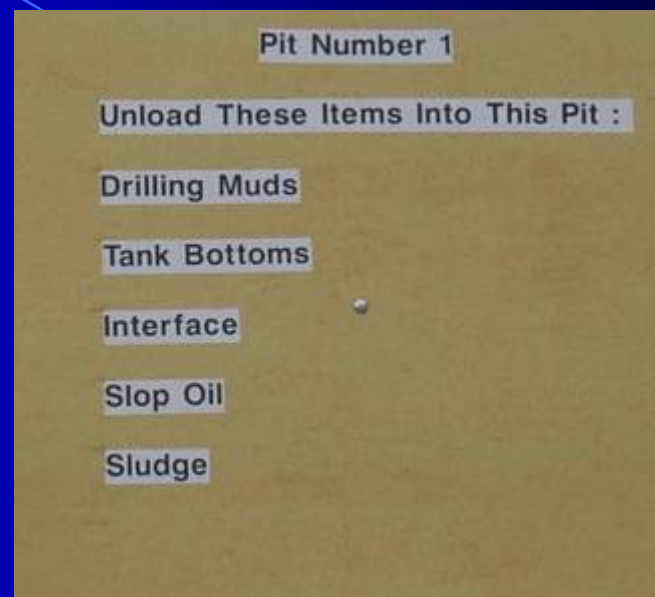 Pit Number 1
Unload These Items Into This Pit :
Drilling Muds
Tank Bottoms
Interface
Slop Oil
Sludge